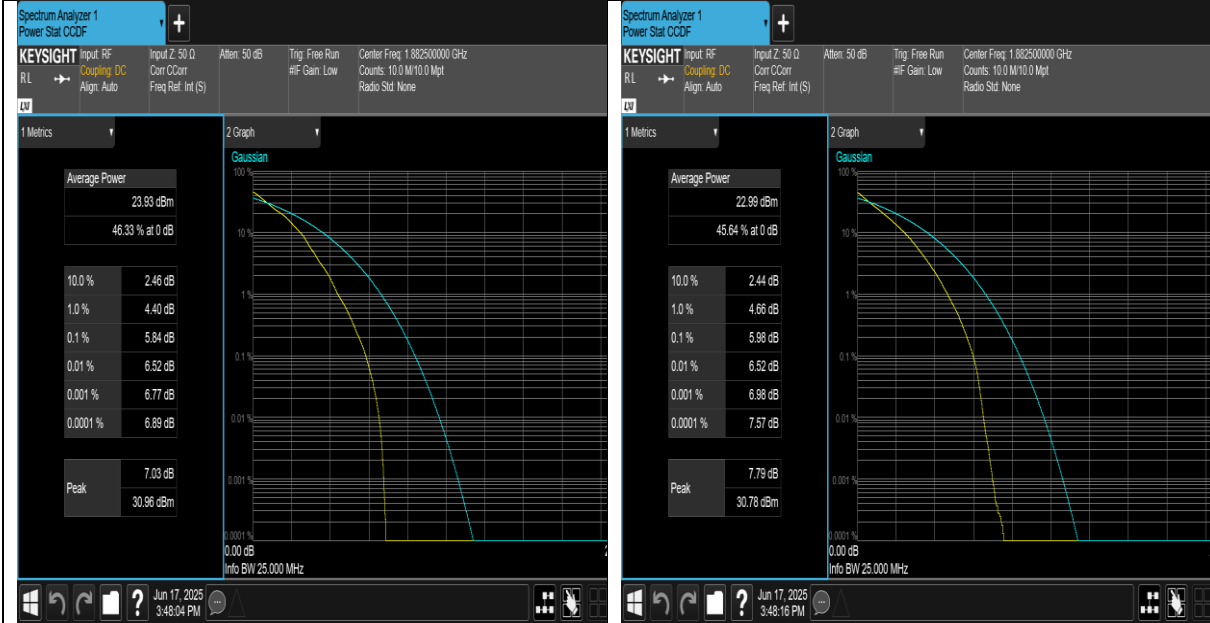 Spectrum Analyzer 1
Power Stat CCDF
KEYSIGHT
Input: RF
Coupling: DC
Align: Auto
Input Z: 50 Ω
Corr CCorr
Freq Ref: Int (S)
Atten: 50 dB
Trig: Free Run
#IF Gain: Low
Center Freq: 1.882500000 GHz
Counts: 10.0 M/10.0 Mpt
Radio Std: None
R L
LXI
1 Metrics
Average Power
23.93 dBm
46.33 % at 0 dB
10.0 % 2.46 dB
1.0 % 4.40 dB
0.1 % 5.84 dB
0.01 % 6.52 dB
0.001 % 6.77 dB
0.0001 % 6.89 dB
Peak
7.03 dB
30.96 dBm
2 Graph
Gaussian
100 %
10 %
1 %
0.1 %
0.01 %
0.001 %
0.0001 %
0.00 dB
Info BW 25.000 MHz
?
Jun 17, 2025
3:48:04 PM
Spectrum Analyzer 1
Power Stat CCDF
KEYSIGHT
Input: RF
Coupling: DC
Align: Auto
Input Z: 50 Ω
Corr CCorr
Freq Ref: Int (S)
Atten: 50 dB
Trig: Free Run
#IF Gain: Low
Center Freq: 1.882500000 GHz
Counts: 10.0 M/10.0 Mpt
Radio Std: None
R L
LXI
1 Metrics
Average Power
22.99 dBm
45.64 % at 0 dB
10.0 % 2.44 dB
1.0 % 4.66 dB
0.1 % 5.98 dB
0.01 % 6.52 dB
0.001 % 6.98 dB
0.0001 % 7.57 dB
Peak
7.79 dB
30.78 dBm
2 Graph
Gaussian
100 %
10 %
1 %
0.1 %
0.01 %
0.001 %
0.0001 %
0.00 dB
Info BW 25.000 MHz
?
Jun 17, 2025
3:48:16 PM